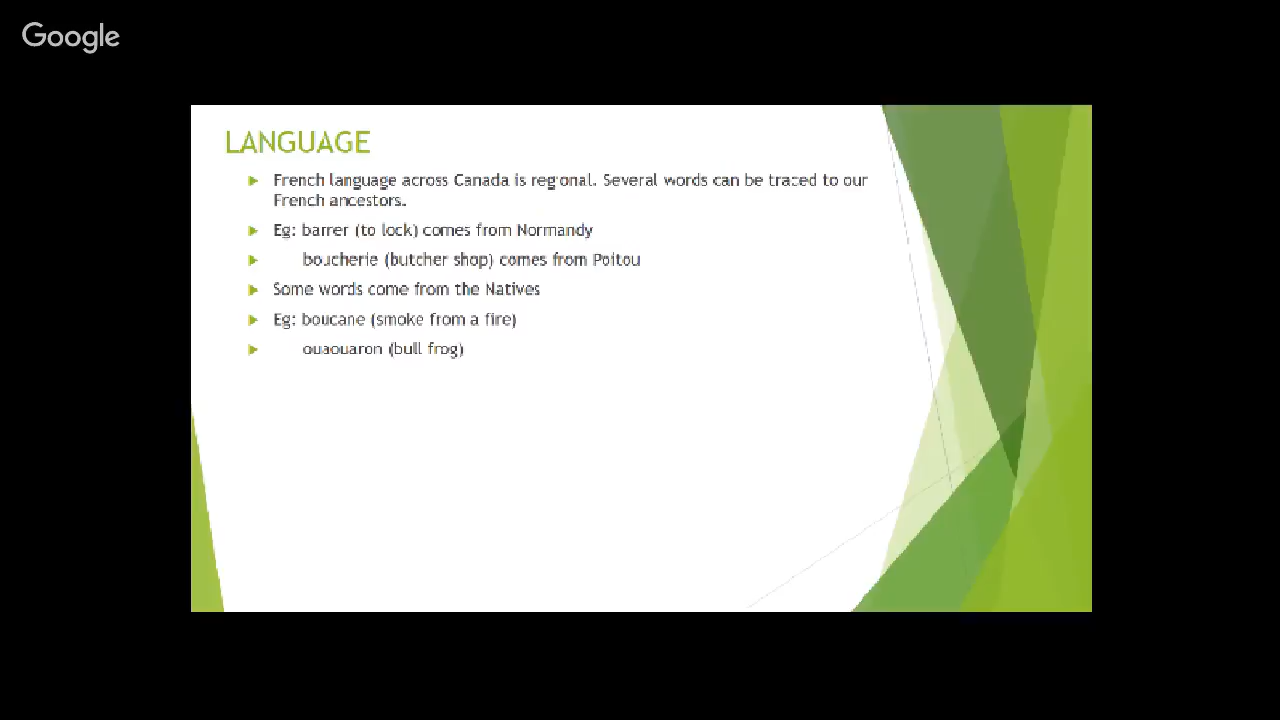 Google
LANGUAGE
French language across Canada is regional. Several words can be traced to our
French ancestors.
Eg: barrer (to lock) comes from Normandy
boucherie (butcher shop) comes from Poitou
Some words come from the Natives
Eg: boucane (smoke from a fire)
ouaouaron (bull frog)